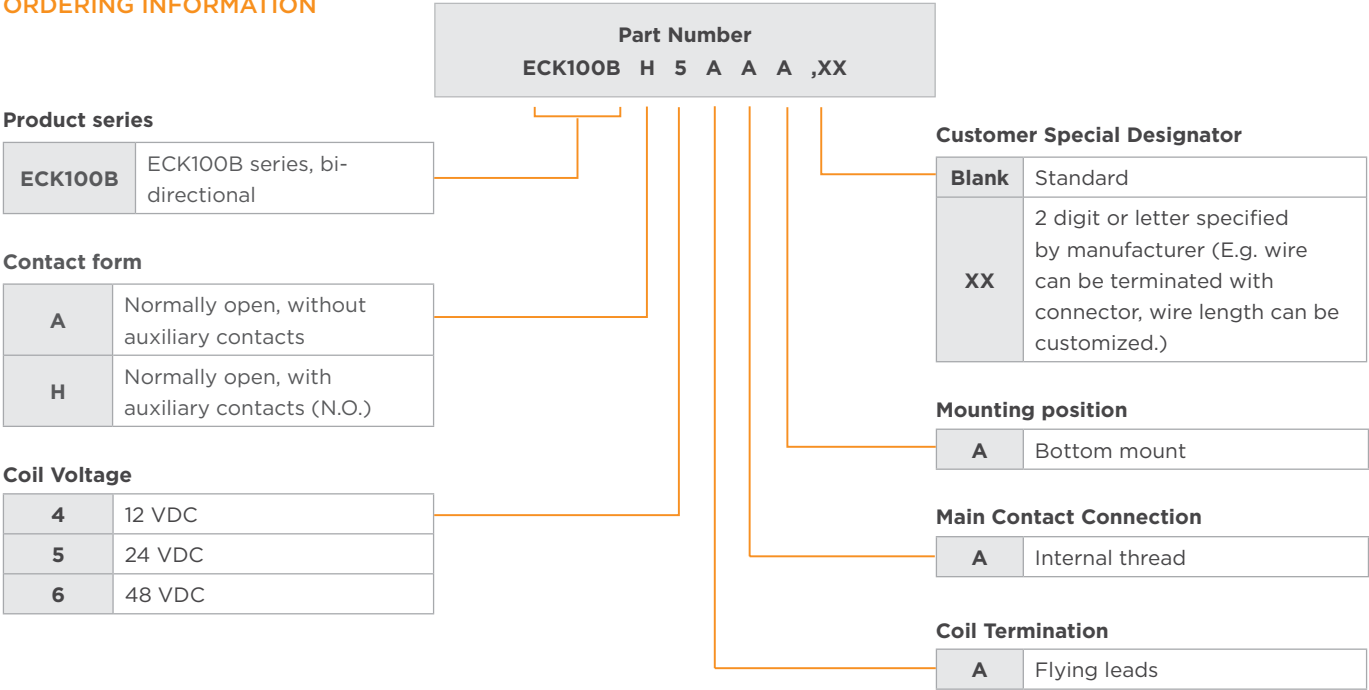 ORDERING INFORMATION
Part Number
ECK100B H 5 A A A ,XX
Product series
ECK100B
ECK100B series, bi-
directional
Contact form
A
Normally open, without
auxiliary contacts
H
Normally open, with
auxiliary contacts (N.O.)
Coil Voltage
4 12 VDC
5 24 VDC
6 48 VDC
Customer Special Designator
Blank Standard
XX
2 digit or letter specified
by manufacturer (E.g. wire
can be terminated with
connector, wire length can be
customized.)
Mounting position
A Bottom mount
Main Contact Connection
A Internal thread
Coil Termination
A Flying leads